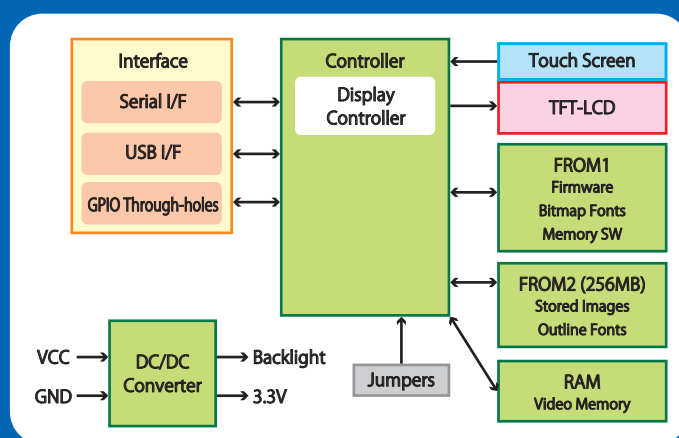 Interface
Serial I/F
USB I/F
GPIO Through-holes
Controller
Display
Controller
Touch Screen
TFT-LCD
FROM1
Firmware
Bitmap Fonts
Memory SW
FROM2 (256MB)
Stored Images
Outline Fonts
RAM
Video Memory
Jumpers
VCC
GND
DC/DC
Converter
Backlight
3.3V